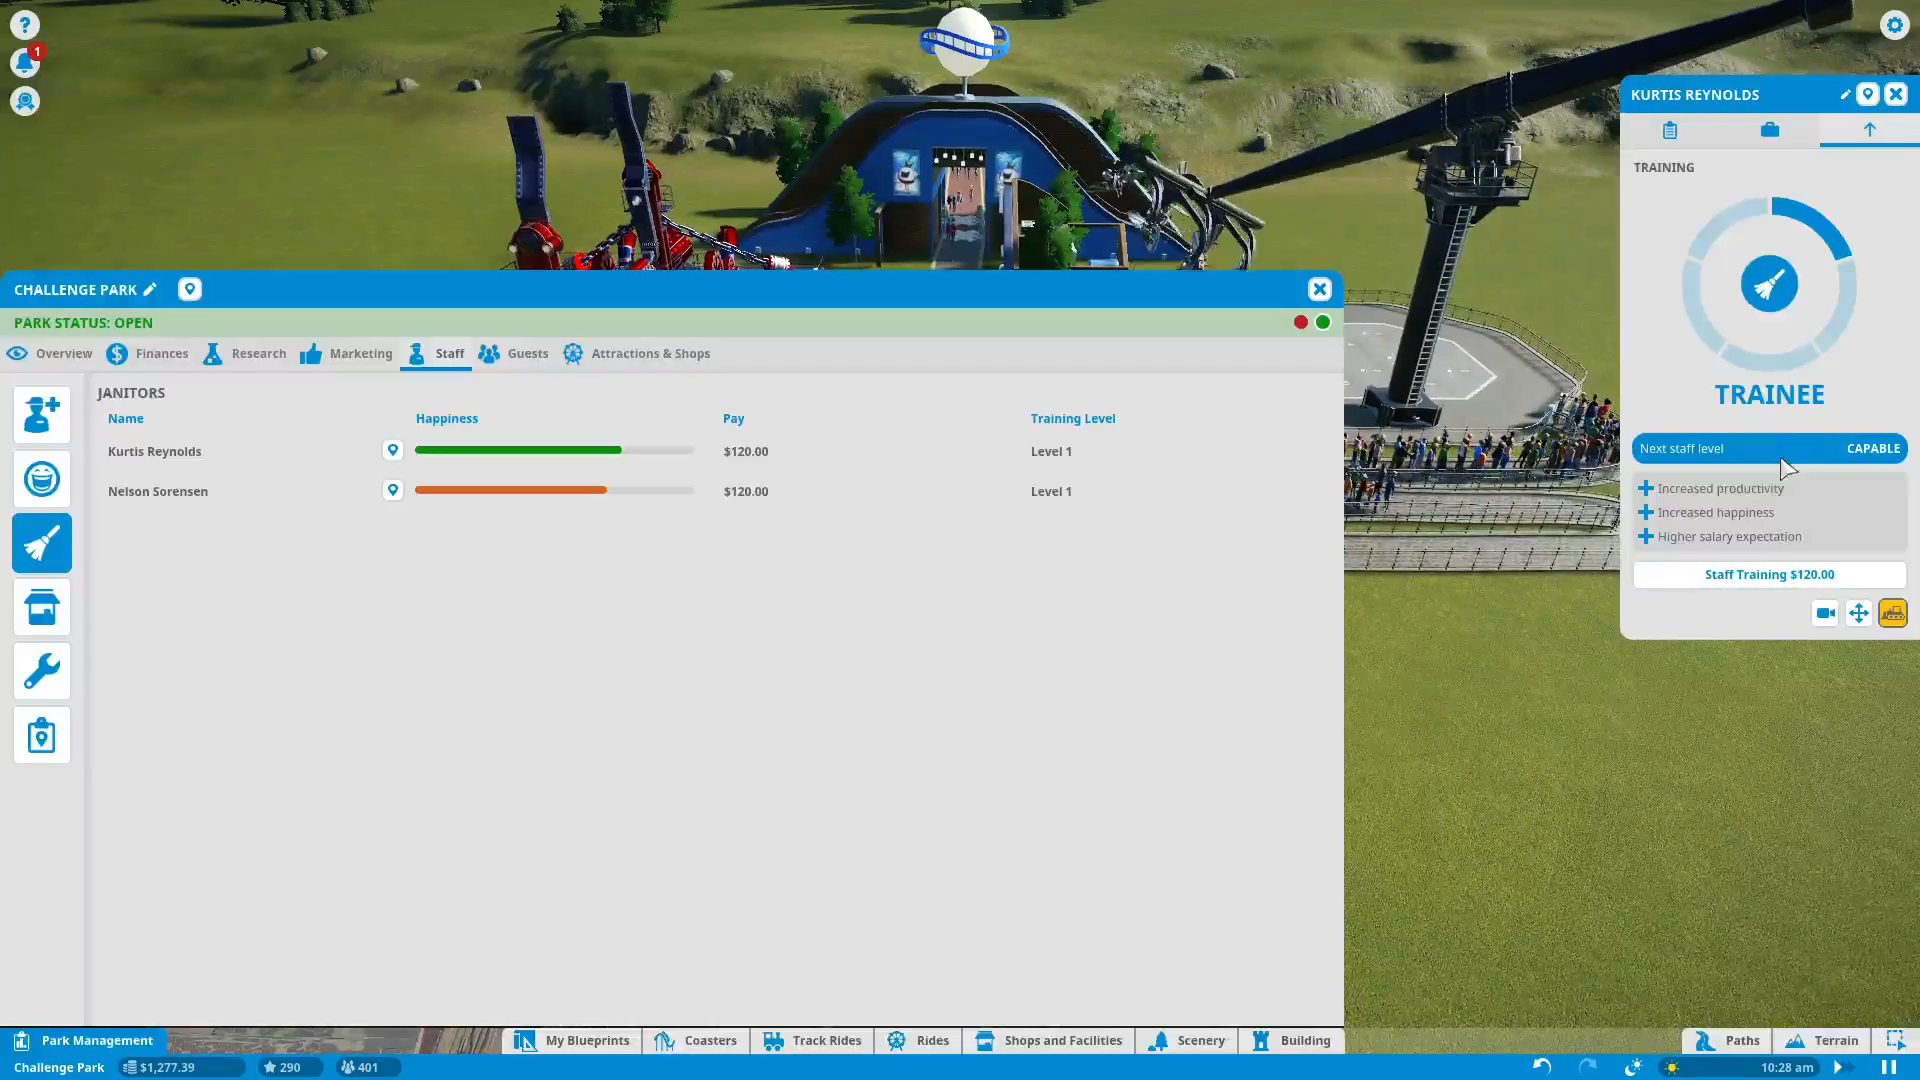 ?
1
KURTIS REYNOLDS
TRAINING
TRAINEE
Next staff level CAPABLE
Increased productivity
Increased happiness
Higher salary expectation
Staff Training $120.00
CHALLENGE PARK
PARK STATUS: OPEN
Overview Finances Research Marketing Staff Guests Attractions & Shops
JANITORS
Name Happiness Pay Training Level
Kurtis Reynolds $120.00 Level 1
Nelson Sorensen $120.00 Level 1
Park Management My Blueprints Coasters Track Rides Rides Shops and Facilities Scenery Building Paths Terrain
Challenge Park $1,277.39 290 401 10:28 am